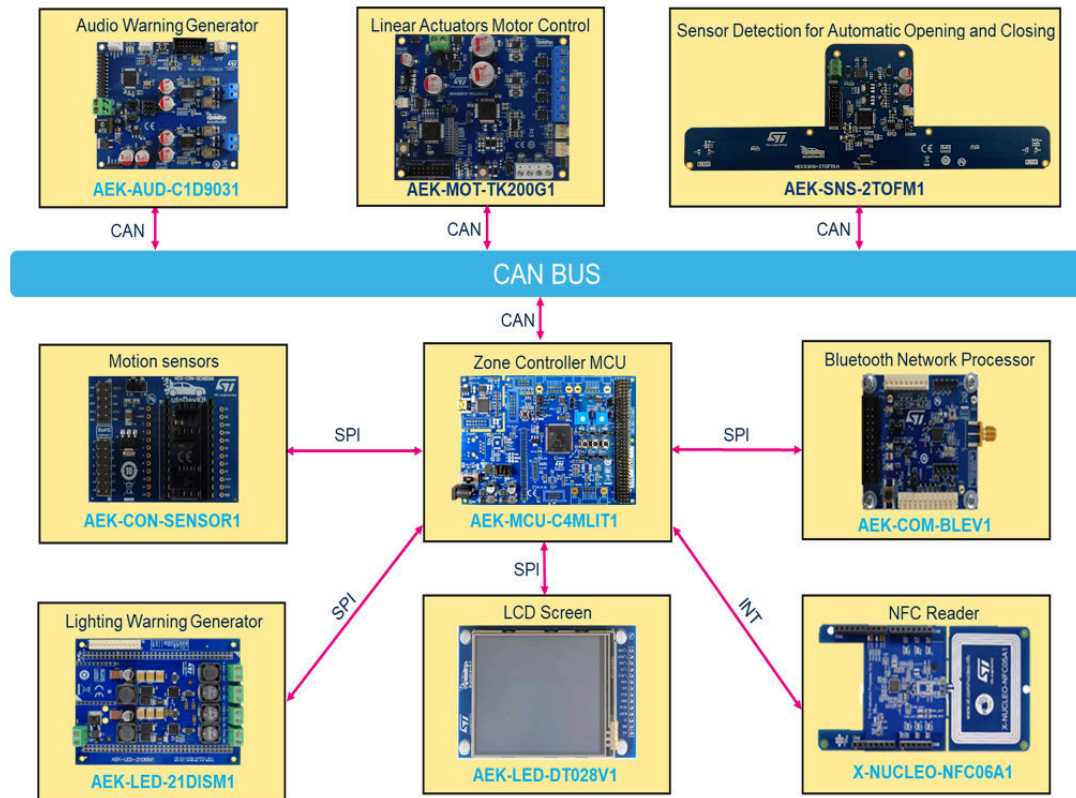 Audio Warning Generator
AEK-AUD-C1D9031
Linear Actuators Motor Control
AEK-MOT-TK200G1
Sensor Detection for Automatic Opening and Closing
AEK-SNS-2TOFM1
CAN
CAN
CAN
CAN BUS
CAN
Motion sensors
AEK-CON-SENSOR1
SPI
Zone Controller MCU
AEK-MCU-C4MLIT1
SPI
Bluetooth Network Processor
AEK-COM-BLEV1
SPI
SPI
INT
Lighting Warning Generator
AEK-LED-21DISM1
LCD Screen
AEK-LED-DT028V1
NFC Reader
X-NUCLEO-NFC05A1
X-NUCLEO-NFC06A1